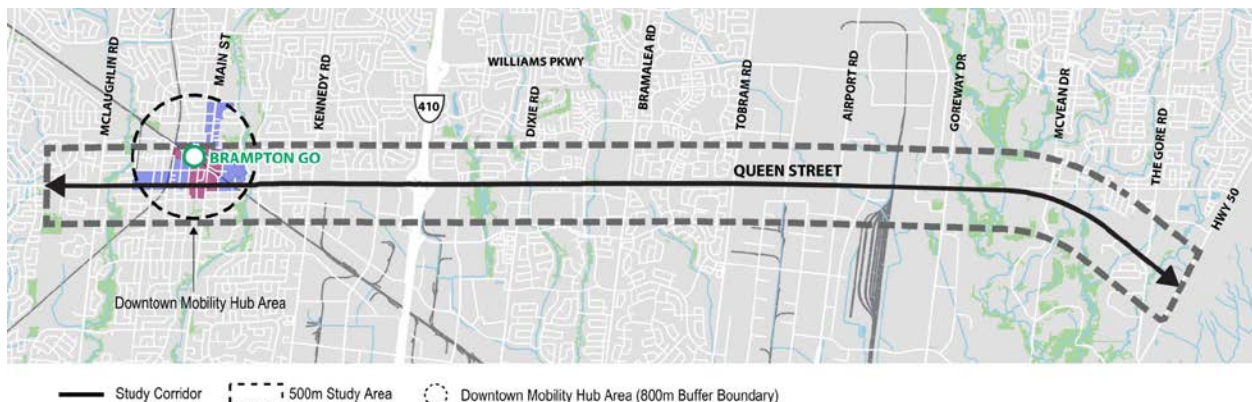 MCLAUGHLIN RD
MAIN ST
KENNEDY RD
410
WILLIAMS PKWY
DIXIE RD
BRAMALEA RD
TOBRAM RD
AIRPORT RD
GOREWAY DR
MCVEAN DR
THE GORE RD
HWY 50
BRAMPTON GO
QUEEN STREET
Downtown Mobility Hub Area
Study Corridor
500m Study Area
Downtown Mobility Hub Area (800m Buffer Boundary)